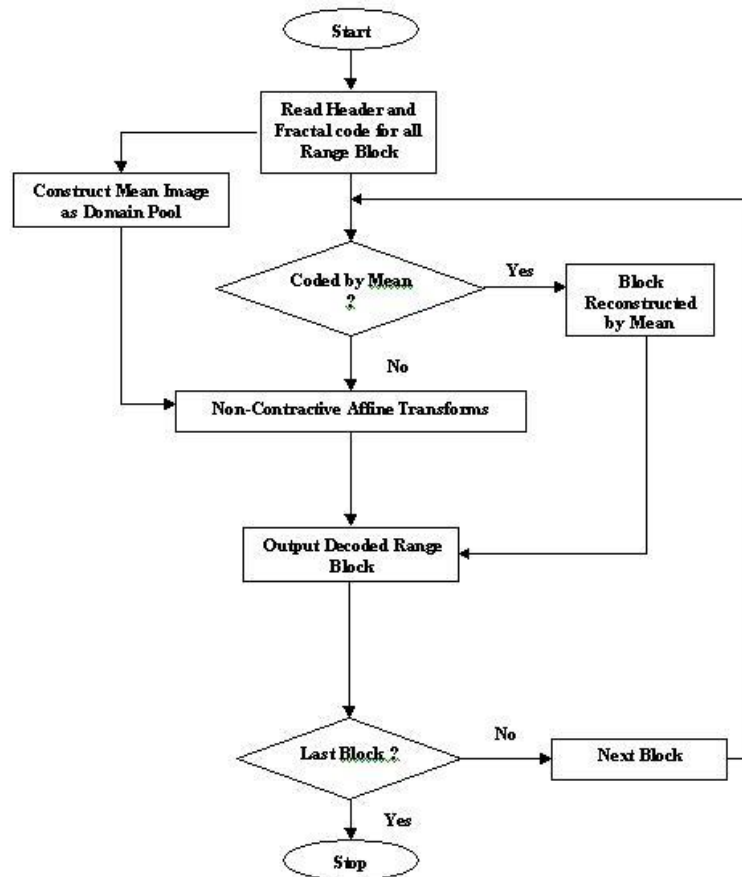 Start
Read Header and
Fractal code for all
Range Block
Construct Mean Image
as Domain Pool
Coded by Mean
?
Yes
Block
Reconstructed
by Mean
No
Non-Contractive Affine Transforms
Output Decoded Range
Block
Last Block ?
No
Next Block
Yes
Stop